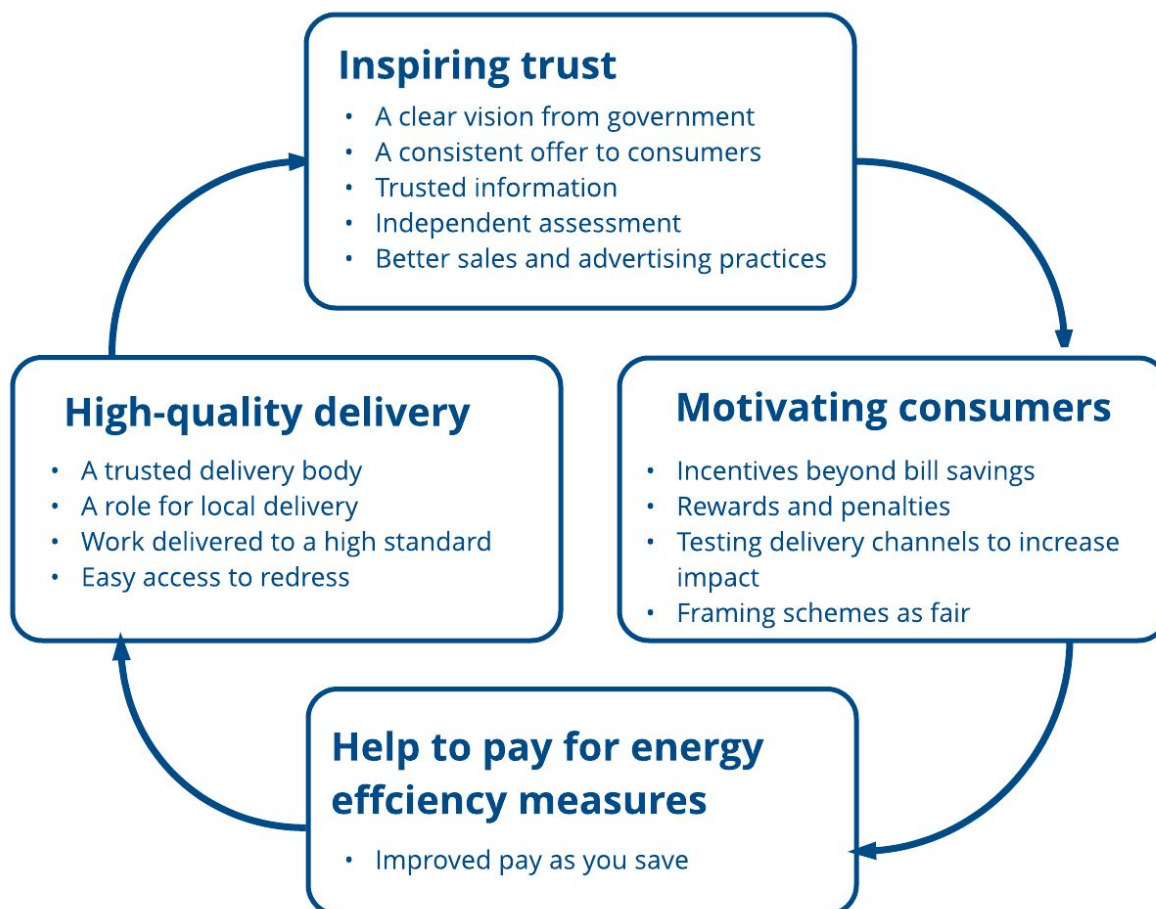 Inspiring trust
• A clear vision from government
• A consistent offer to consumers
• Trusted information
• Independent assessment
• Better sales and advertising practices
Motivating consumers
• Incentives beyond bill savings
• Rewards and penalties
• Testing delivery channels to increase
impact
• Framing schemes as fair
Help to pay for energy
effciency measures
• Improved pay as you save
High-quality delivery
• A trusted delivery body
• A role for local delivery
• Work delivered to a high standard
• Easy access to redress